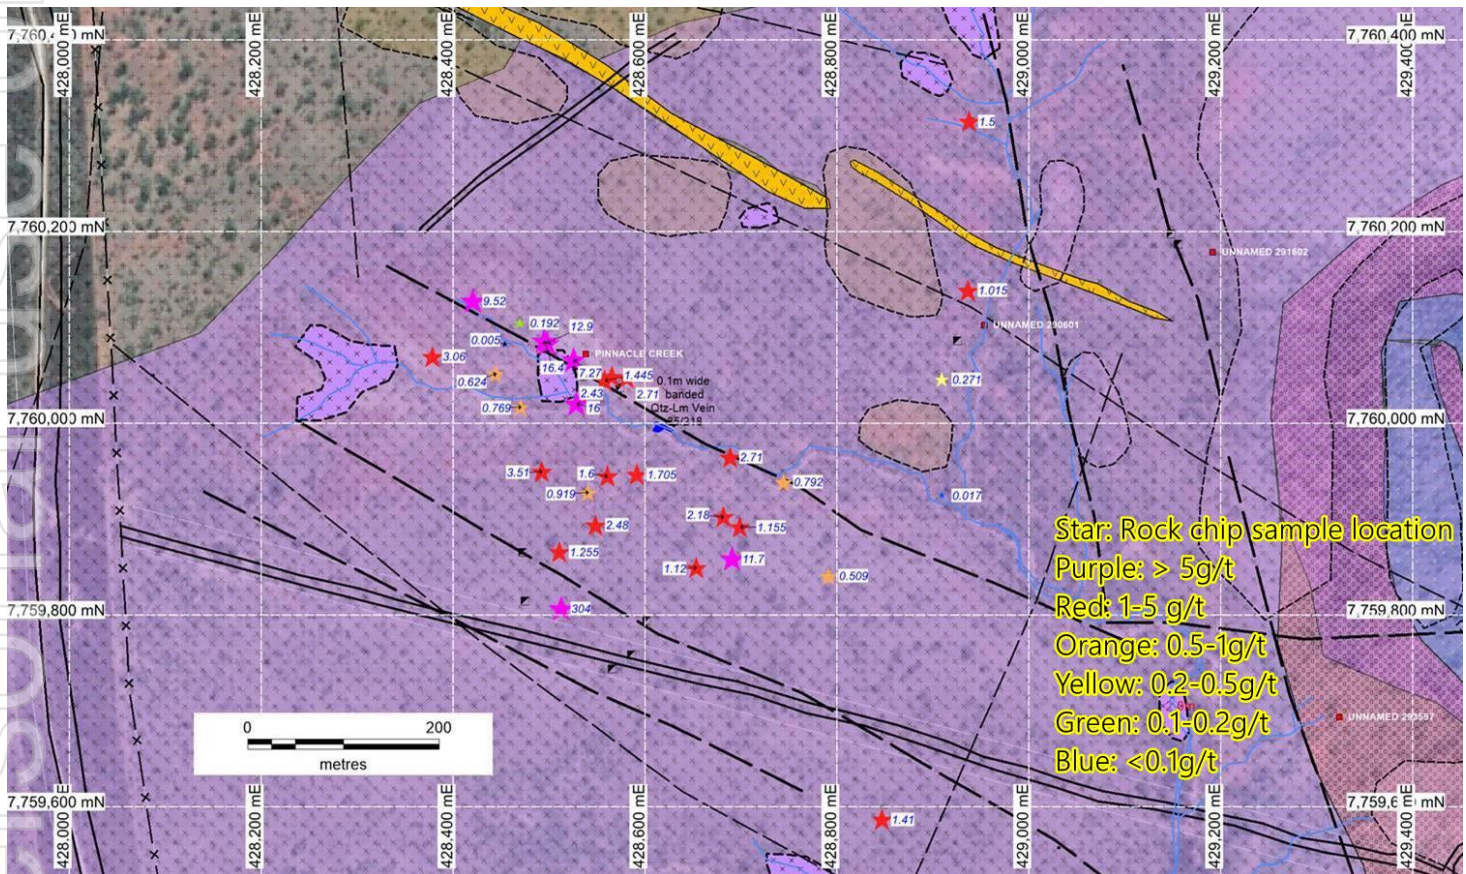 428,000 mE
428,200 mE
428,400 mE
428,600 mE
428,800 mE
429,000 mE
429,200 mE
429,400
7,760,400 mN
1.5
7,760,200 mN
7,760,200 mN
UNNAMED 291602
9.52
1.015
0.192
12.9
UNNAMED 290601
0.005
3.06
PINNACLE CREEK
16.4
7.27
1.445
0.624
0.271
2.43
2.71
0.1m wide
banded
Qtz-Lm Vein
85/218
0.769
16
7,760,000 mN
7,760,000 mN
2.71
3.51
1.6
1.705
0.792
0.919
0.017
2.18
2.48
1.155
Star: Rock chip sample location
1.255
11.7
Purple: > 5g/t
1.12
0.509
304
Red: 1-5 g/t
7,759,800 mN
7,759,800 mN
Orange: 0.5-1g/t
Yellow: 0.2-0.5g/t
Green: 0.1-0.2g/t
UNNAMED 293597
Blue: <0.1g/t
0
200
metres
7,759,600 mN
1.41
428,000 mE
428,200 mE
428,400 mE
428,600 mE
428,800 mE
429,000 mE
429,200 mE
429,400 mE